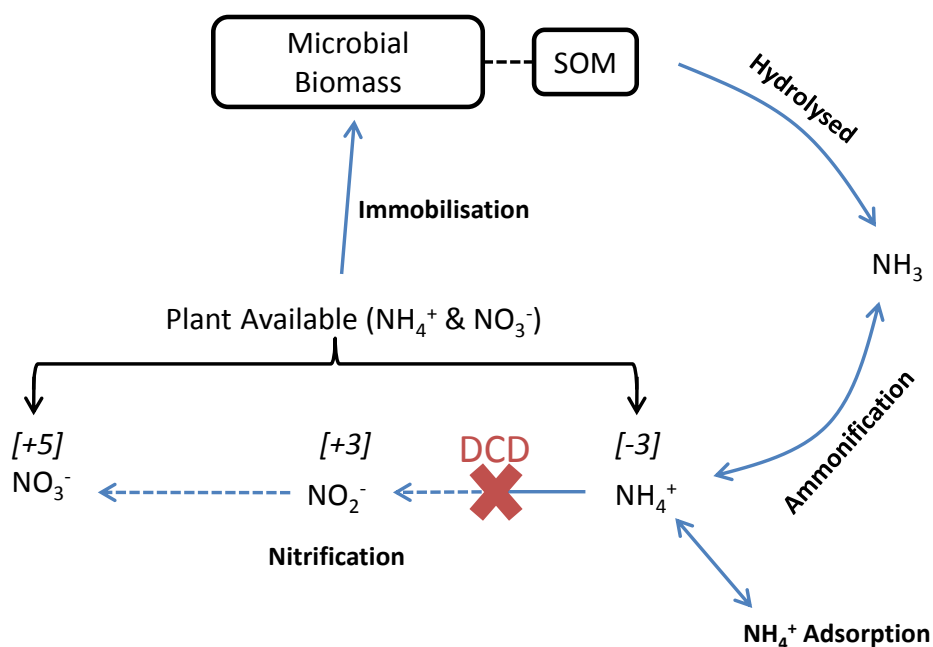 Microbial
Biomass
SOM
Hydrolysed
Immobilisation
NH₃
Plant Available (NH₄⁺ & NO₃⁻)
Ammonification
[+5]
[+3]
DCD
[-3]
NO₃⁻
NO₂⁻
NH₄⁺
Nitrification
NH₄⁺ Adsorption